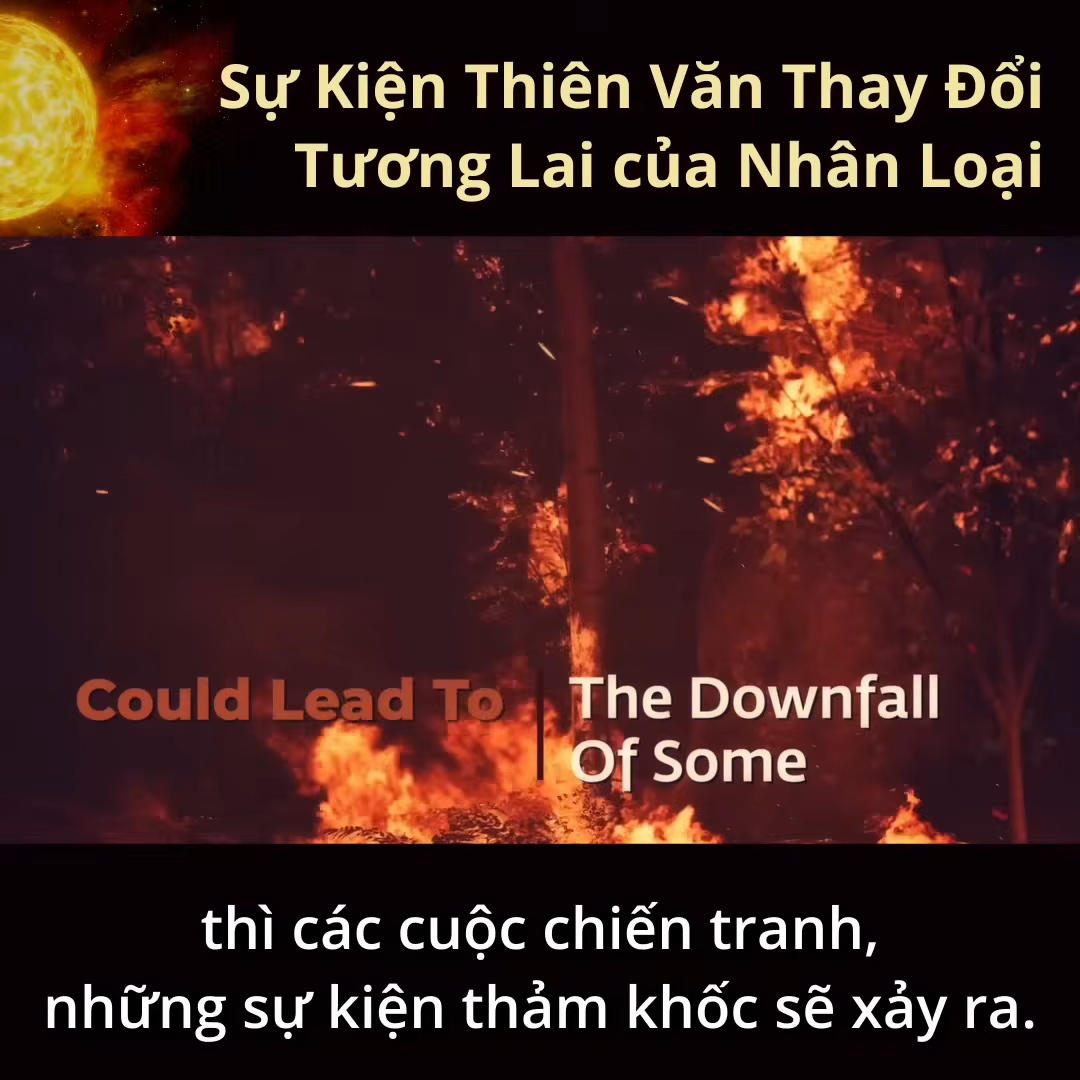 Sự Kiện Thiên Văn Thay Đổi
Tương Lai của Nhân Loại
Could Lead To
The Downfall
Of Some
thì các cuộc chiến tranh,
những sự kiện thảm khốc sẽ xảy ra.